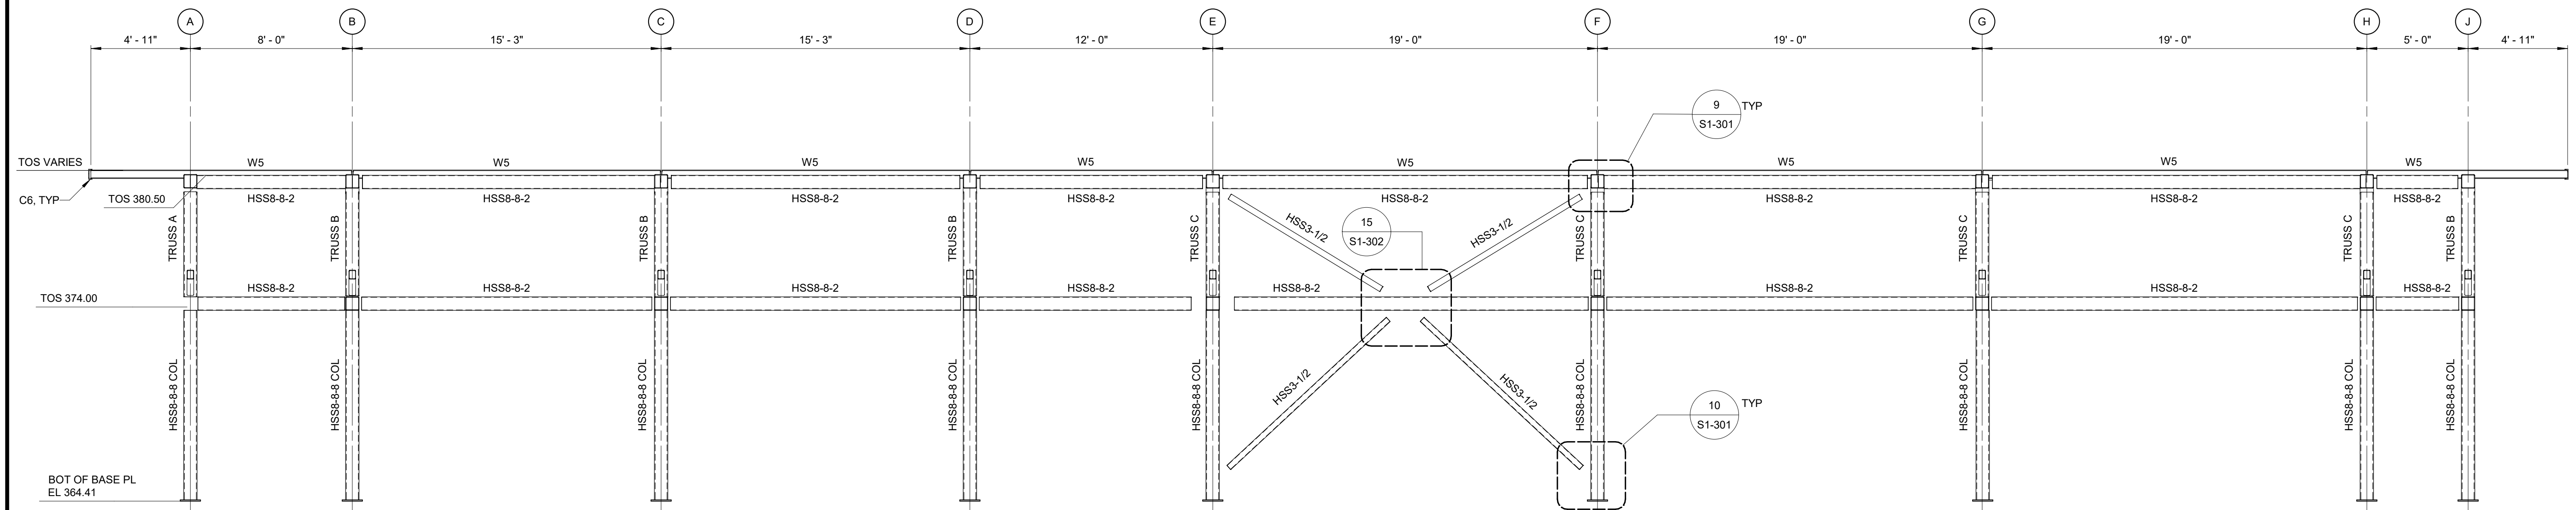 A
B
C
D
E
F
G
H
J
4' - 11"
8' - 0"
15' - 3"
15' - 3"
12' - 0"
19' - 0"
19' - 0"
19' - 0"
5' - 0"
4' - 11"
9
S1-301
TYP
TOS VARIES
W5
W5
W5
W5
W5
W5
W5
W5
C6, TYP
TOS 380.50
HSS8-8-2
HSS8-8-2
HSS8-8-2
HSS8-8-2
HSS8-8-2
HSS8-8-2
HSS8-8-2
HSS8-8-2
TRUSS A
TRUSS B
TRUSS B
TRUSS B
TRUSS C
HSS3-1/2
15
S1-302
HSS3-1/2
TRUSS C
TRUSS C
TRUSS C
TRUSS B
TOS 374.00
HSS8-8-2
HSS8-8-2
HSS8-8-2
HSS8-8-2
HSS8-8-2
HSS8-8-2
HSS8-8-2
HSS8-8-2
HSS8-8-8 COL
HSS8-8-8 COL
HSS8-8-8 COL
HSS8-8-8 COL
HSS8-8-8 COL
HSS3-1/2
HSS3-1/2
HSS8-8-8 COL
HSS8-8-8 COL
HSS8-8-8 COL
HSS8-8-8 COL
10
S1-301
TYP
BOT OF BASE PL
EL 364.41